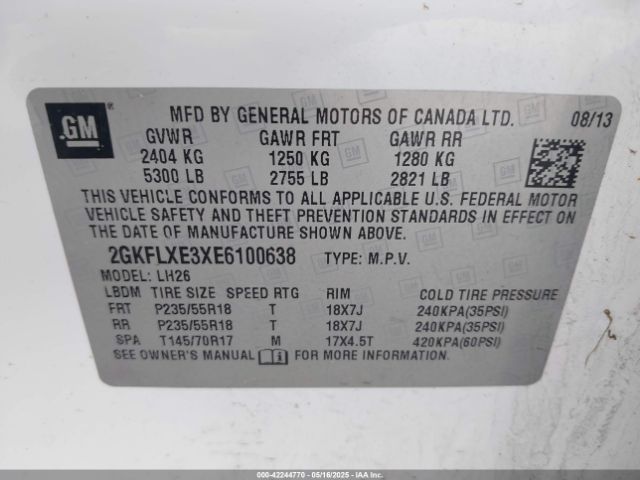 GM
MFD BY GENERAL MOTORS OF CANADA LTD. 08/13
GVWR GAWR FRT GAWR RR
2404 KG 1250 KG 1280 KG
5300 LB 2755 LB 2821 LB
THIS VEHICLE CONFORMS TO ALL APPLICABLE U.S. FEDERAL MOTOR
VEHICLE SAFETY AND THEFT PREVENTION STANDARDS IN EFFECT ON
THE DATE OF MANUFACTURE SHOWN ABOVE.
2GKFLXE3XE6100638 TYPE: M.P.V.
MODEL: LH26
LBDM TIRE SIZE SPEED RTG RIM COLD TIRE PRESSURE
FRT P235/55R18 T 18X7J 240KPA(35PSI)
RR P235/55R18 T 18X7J 240KPA(35PSI)
SPA T145/70R17 M 17X4.5T 420KPA(60PSI)
SEE OWNER'S MANUAL FOR MORE INFORMATION.
000-42244770 - 05/16/2025 - IAA Inc. All Rights Reserved